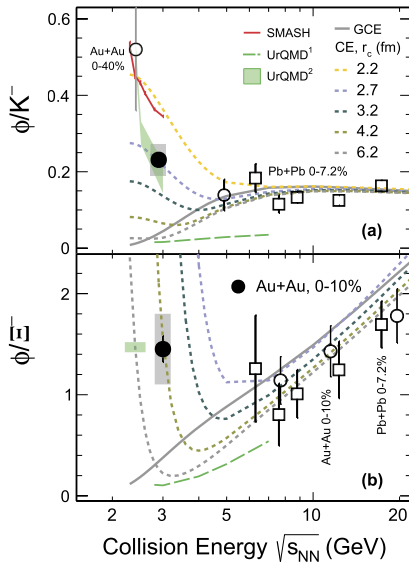 ϕ/K⁻
0.6
0.4
0.2
0
Au+Au
0-40%
SMASH
UrQMD¹
UrQMD²
GCE
CE, r_c (fm)
2.2
2.7
3.2
4.2
6.2
Pb+Pb 0-7.2%
(a)
ϕ/Ξ⁻
2
1
0
Au+Au, 0-10%
Au+Au 0-10%
Pb+Pb 0-7.2%
(b)
2 3 4 5 10 20
Collision Energy √s_NN (GeV)